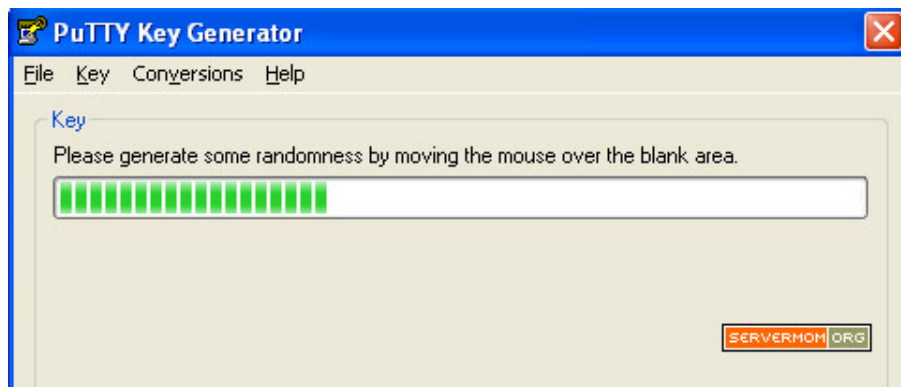 PuTTY Key Generator
File Key Conversions Help
Key
Please generate some randomness by moving the mouse over the blank area.
SERVERMOM ORG